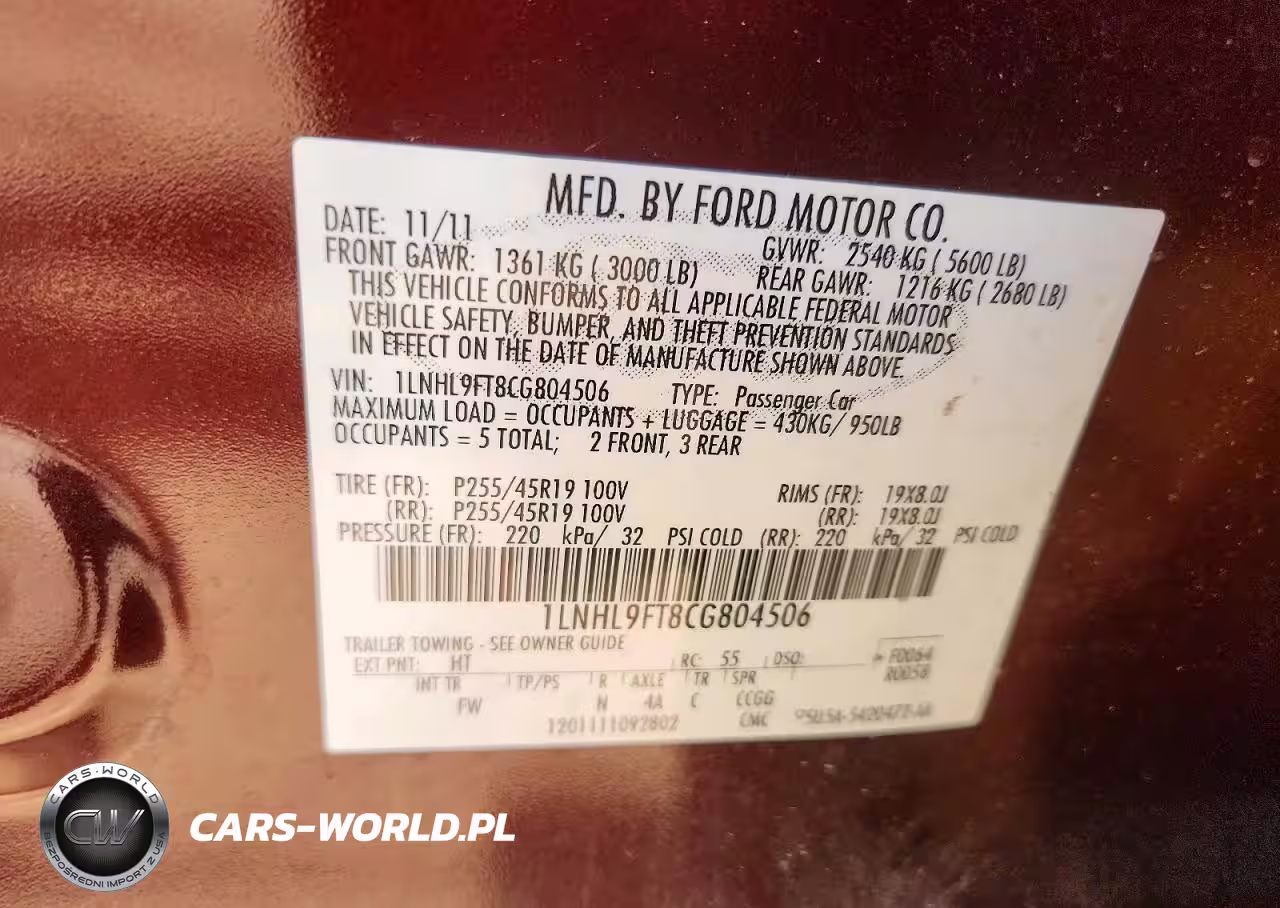 MFD. BY FORD MOTOR CO.
DATE: 11/11 GVWR: 2540 KG ( 5600 LB)
FRONT GAWR: 1361 KG ( 3000 LB) REAR GAWR: 1216 KG ( 2680 LB)
THIS VEHICLE CONFORMS TO ALL APPLICABLE FEDERAL MOTOR
VEHICLE SAFETY, BUMPER, AND THEFT PREVENTION STANDARDS
IN EFFECT ON THE DATE OF MANUFACTURE SHOWN ABOVE.
VIN: 1LNHL9FT8CG804506 TYPE: Passenger Car
MAXIMUM LOAD = OCCUPANTS + LUGGAGE = 430KG/ 950LB
OCCUPANTS = 5 TOTAL; 2 FRONT, 3 REAR
TIRE (FR): P255/45R19 100V RIMS (FR): 19X8.0J
(RR): P255/45R19 100V (RR): 19X8.0J
PRESSURE (FR): 220 kPa/ 32 PSI COLD (RR): 220 kPa/ 32 PSI COLD
1LNHL9FT8CG804506
TRAILER TOWING - SEE OWNER GUIDE
EXT PNT: HT RC: 55 DSO: F0064
R0058
INT TR TP/PS R AXLE TR SPR
FW N 4A C CCGG
1201111092802 CMC
CARS-WORLD
CW
BEZPOŚREDNI IMPORT Z USA
CARS-WORLD.PL